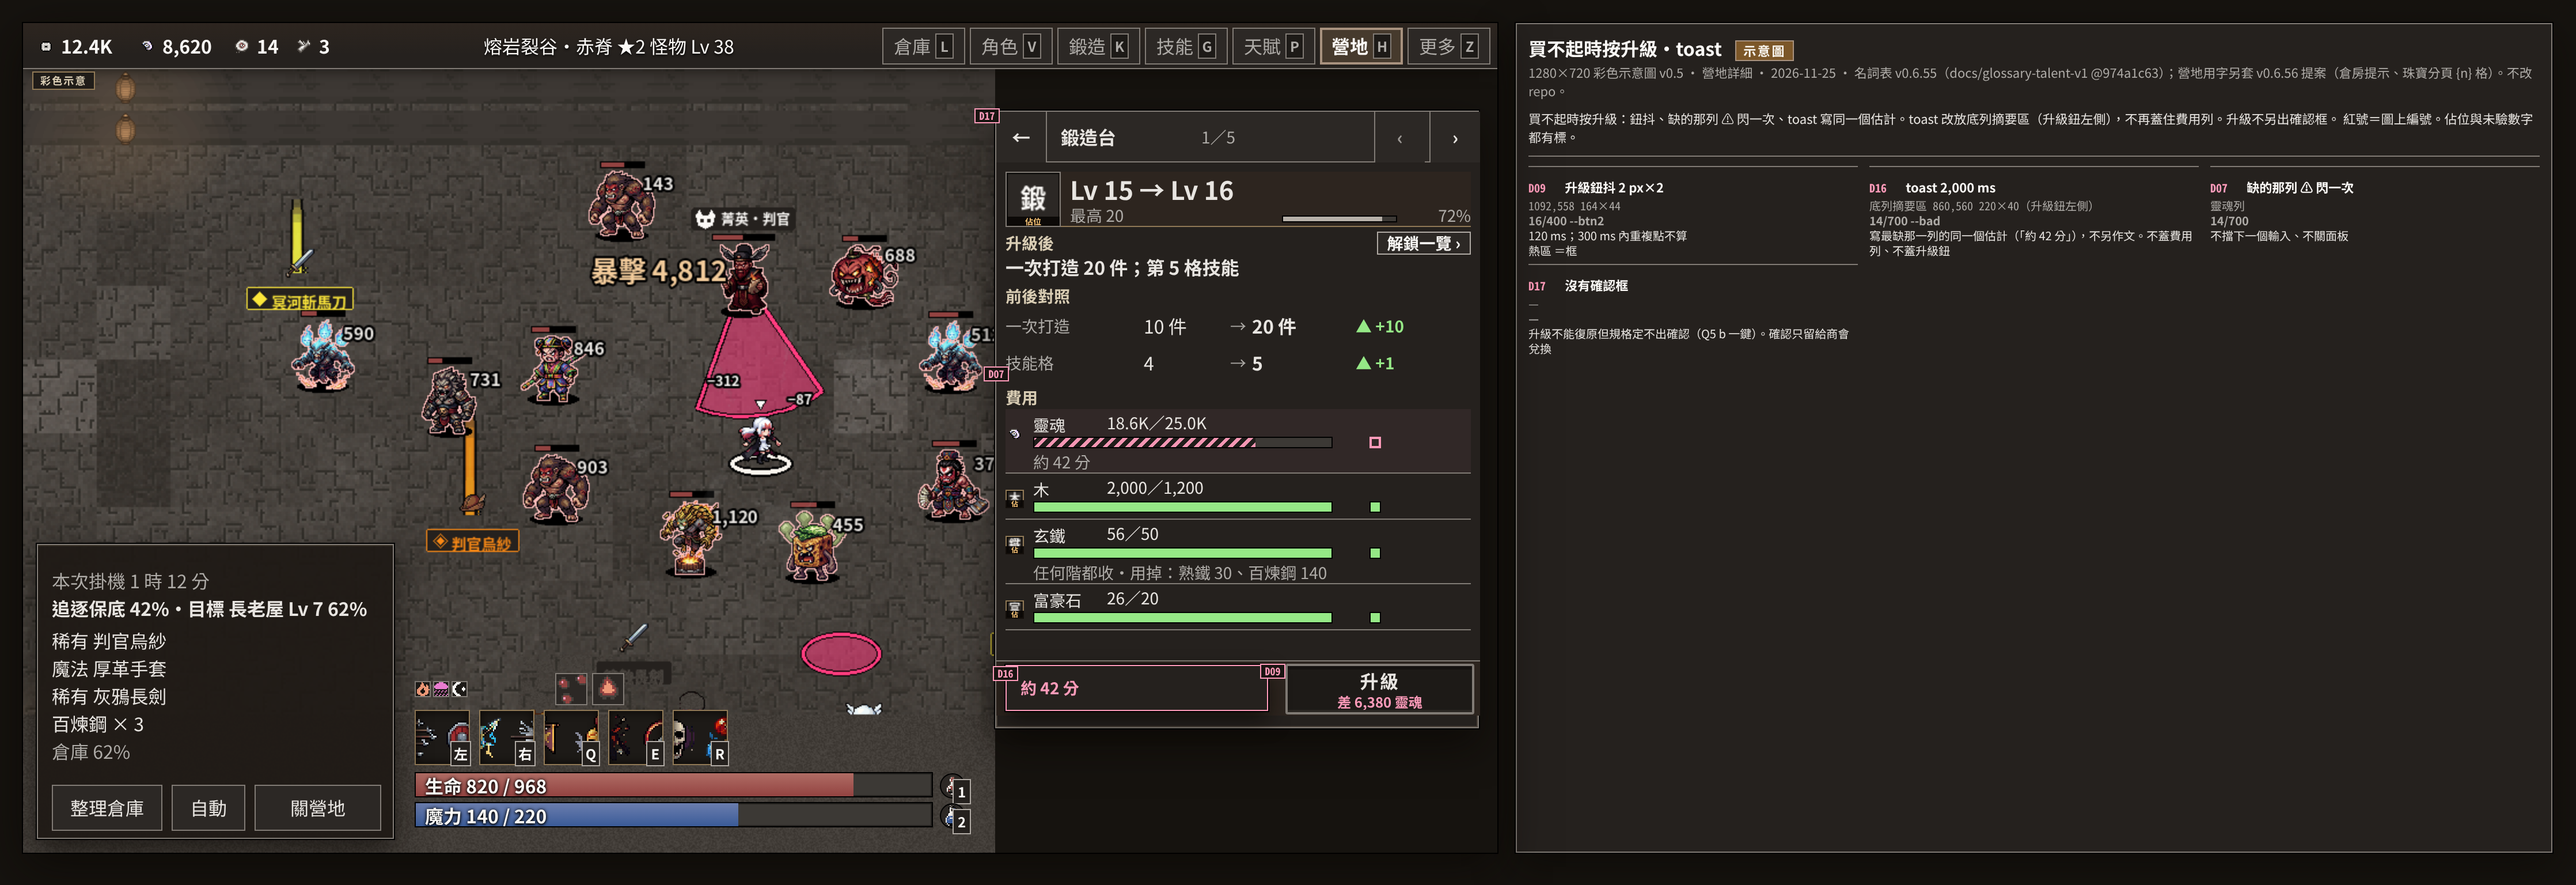 12.4K 8,620 14 3
熔岩裂谷・赤脊 ★2 怪物 Lv 38
倉庫 L 角色 V 鍛造 K 技能 G 天賦 P 營地 H 更多 Z
彩色示意
143
菁英・判官
暴擊 4,812
688
冥河斬馬刀
590
846
731
-312
-87
903
37
1,120
455
判官烏紗
本次掛機 1 時 12 分
追逐保底 42%・目標 長老屋 Lv 7 62%
稀有 判官烏紗
魔法 厚革手套
稀有 灰鴉長劍
百煉鋼 × 3
倉庫 62%
整理倉庫 自動 關營地
左 右 Q E R
生命 820 / 968
1
魔力 140 / 220
2
D17
← 鍛造台 1／5 ‹ ›
鍛 佔位
Lv 15 → Lv 16
最高 20 72%
升級後 解鎖一覽 ›
一次打造 20 件；第 5 格技能
前後對照
一次打造 10 件 → 20 件 ▲+10
D07
技能格 4 → 5 ▲+1
費用
靈魂 18.6K／25.0K
約 42 分
木 2,000／1,200
玄鐵 56／50
任何階都收・用掉：熟鐵 30、百煉鋼 140
富豪石 26／20
D16 約 42 分
D09 升級
差 6,380 靈魂
買不起時按升級・toast 示意圖
1280×720 彩色示意圖 v0.5 ・ 營地詳細 ・ 2026-11-25 ・ 名詞表 v0.6.55（docs/glossary-talent-v1 @974a1c63）；營地用字另套 v0.6.56 提案（倉房提示、珠寶分頁 {n} 格）。不改
repo。
買不起時按升級：鈕抖、缺的那列 ⚠ 閃一次、toast 寫同一個估計。toast 改放底列摘要區（升級鈕左側），不再蓋住費用列。升級不另出確認框。 紅號＝圖上編號。佔位與未驗數字
都有標。
D09 升級鈕抖 2 px×2
1092,558 164×44
16/400 --btn2
120 ms；300 ms 內重複點不算
熱區 ＝框
D16 toast 2,000 ms
底列摘要區 860,560 220×40（升級鈕左側）
14/700 --bad
寫最缺那一列的同一個估計（「約 42 分」），不另作文。不蓋費用
列、不蓋升級鈕
D07 缺的那列 ⚠ 閃一次
靈魂列
14/700
不擋下一個輸入、不關面板
D17 沒有確認框
—
—
升級不能復原但規格定不出確認（Q5 b 一鍵）。確認只留給商會
兌換